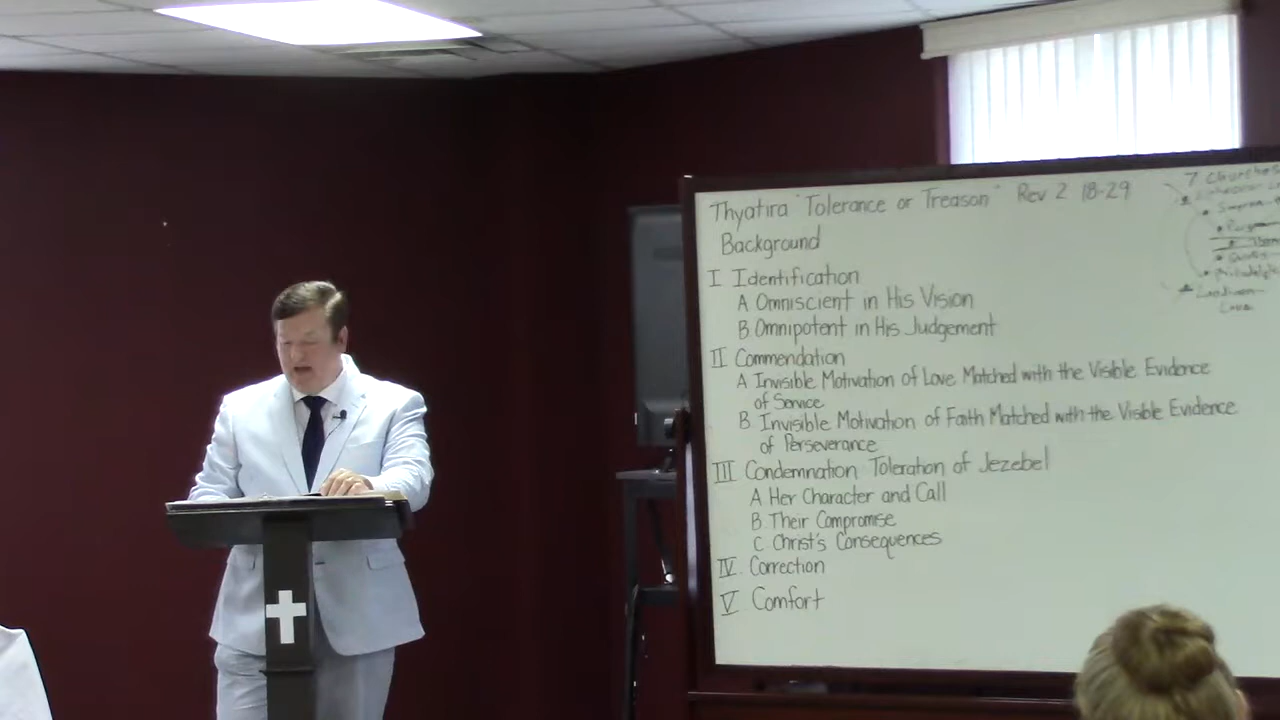 Thyatira "Tolerance or Treason" Rev 2 18-29
Background
I Identification
A Omniscient in His Vision
B. Omnipotent in His Judgement
II Commendation
A Invisible Motivation of Love Matched with the Visible Evidence
of Service
B Invisible Motivation of Faith Matched with the Visible Evidence
of Perseverance
III Condemnation Toleration of Jezebel
A Her Character and Call
B. Their Compromise
C. Christ's Consequences
IV. Correction
V Comfort
7 Churches
Smyrna